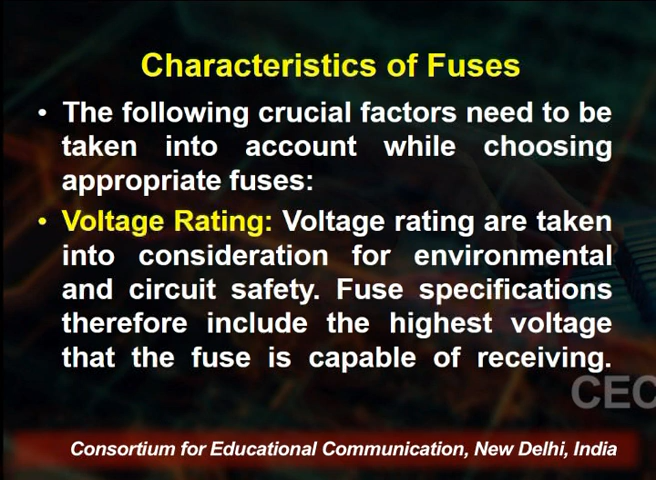 Characteristics of Fuses
• The following crucial factors need to be
taken into account while choosing
appropriate fuses:
• Voltage Rating: Voltage rating are taken
into consideration for environmental
and circuit safety. Fuse specifications
therefore include the highest voltage
that the fuse is capable of receiving.
CEC
Consortium for Educational Communication, New Delhi, India